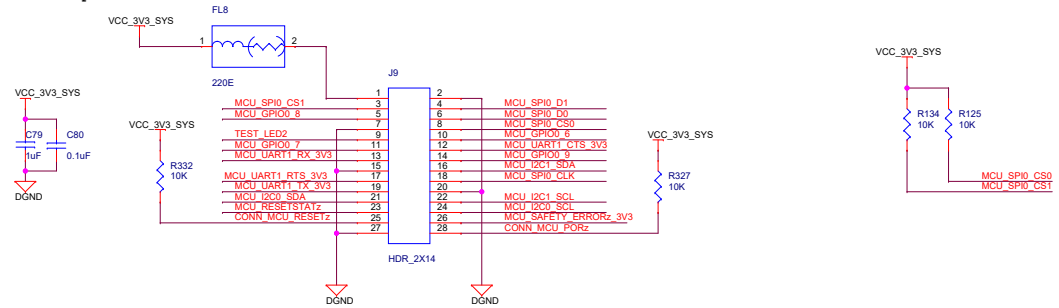 FL8
VCC_3V3_SYS
1 2
220E
VCC_3V3_SYS
J9
VCC_3V3_SYS
1 2
MCU_SPI0_CS1 3 4 MCU_SPI0_D1
MCU_GPIO0_8 5 6 MCU_SPI0_D0
7 8 MCU_SPI0_CS0
TEST_LED2 9 10 MCU_GPIO0_6
MCU_GPIO0_7 11 12 MCU_UART1_CTS_3V3
MCU_UART1_RX_3V3 13 14 MCU_GPIO0_9
15 16 MCU_I2C1_SDA
MCU_UART1_RTS_3V3 17 18 MCU_SPI0_CLK
MCU_UART1_TX_3V3 19 20
MCU_I2C0_SDA 21 22 MCU_I2C1_SCL
MCU_RESETSTATz 23 24 MCU_I2C0_SCL
CONN_MCU_RESETz 25 26 MCU_SAFETY_ERRORz_3V3
27 28 CONN_MCU_PORz
HDR_2X14
C79
1uF
C80
0.1uF
DGND
VCC_3V3_SYS
R332
10K
VCC_3V3_SYS
R327
10K
DGND
DGND
R134
10K
R125
10K
MCU_SPI0_CS0
MCU_SPI0_CS1